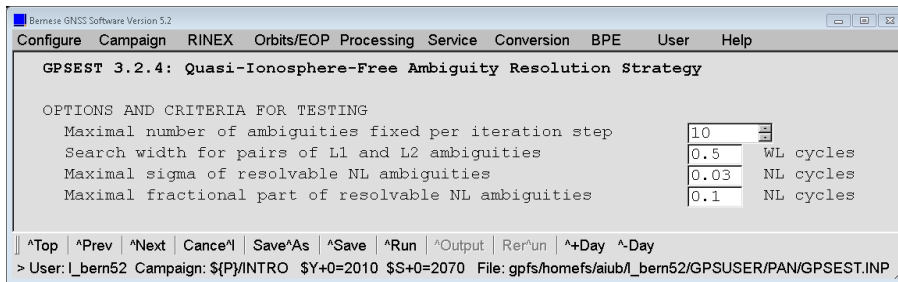 Bernese GNSS Software Version 5.2
Configure Campaign RINEX Orbits/EOP Processing Service Conversion BPE User Help
GPSEST 3.2.4: Quasi-Ionosphere-Free Ambiguity Resolution Strategy
OPTIONS AND CRITERIA FOR TESTING
Maximal number of ambiguities fixed per iteration step 10
Search width for pairs of L1 and L2 ambiguities 0.5 WL cycles
Maximal sigma of resolvable NL ambiguities 0.03 NL cycles
Maximal fractional part of resolvable NL ambiguities 0.1 NL cycles
^Top ^Prev ^Next Cance^l Save^As ^Save ^Run ^Output Rer^un ^+Day ^-Day
> User: l_bern52 Campaign: ${P}/INTRO $Y+0=2010 $S+0=2070 File: gpfs/homefs/aiub/l_bern52/GPSUSER/PAN/GPSEST.INP